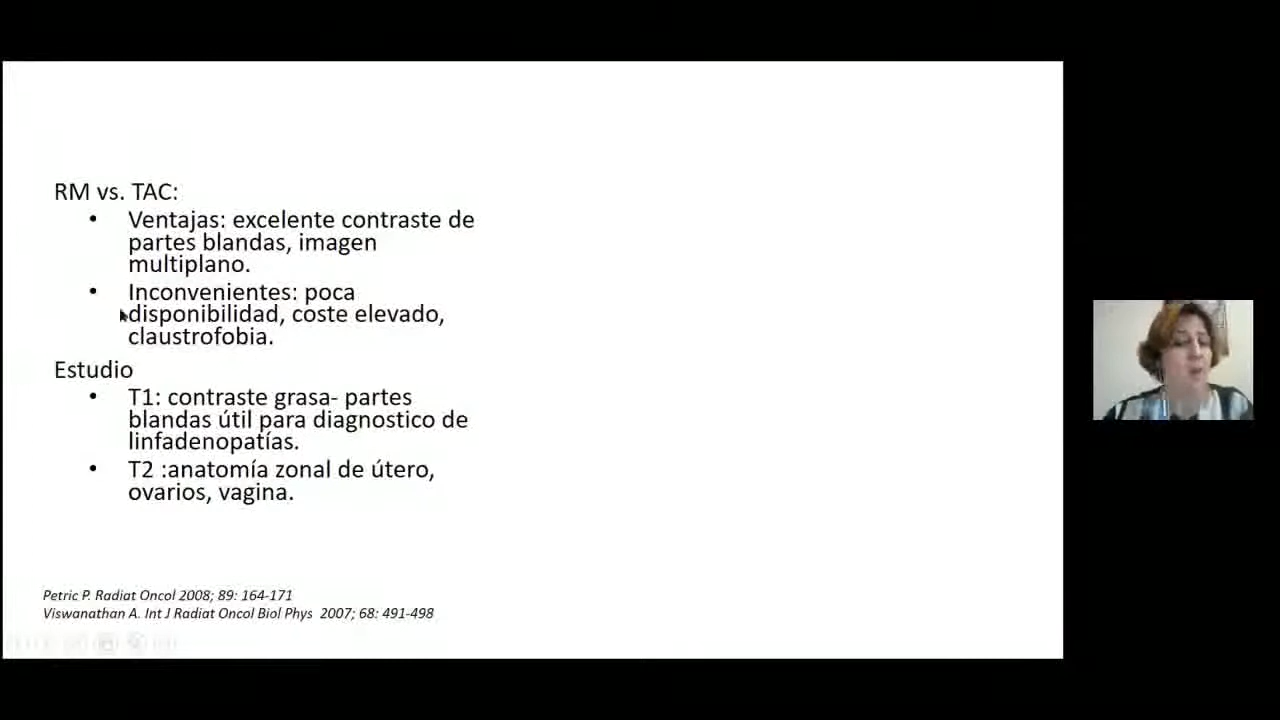 RM vs. TAC:
• Ventajas: excelente contraste de
partes blandas, imagen
multiplano.
• Inconvenientes: poca
disponibilidad, coste elevado,
claustrofobia.
Estudio
• T1: contraste grasa- partes
blandas útil para diagnostico de
linfadenopatías.
• T2 :anatomía zonal de útero,
ovarios, vagina.
Petric P. Radiat Oncol 2008; 89: 164-171
Viswanathan A. Int J Radiat Oncol Biol Phys 2007; 68: 491-498